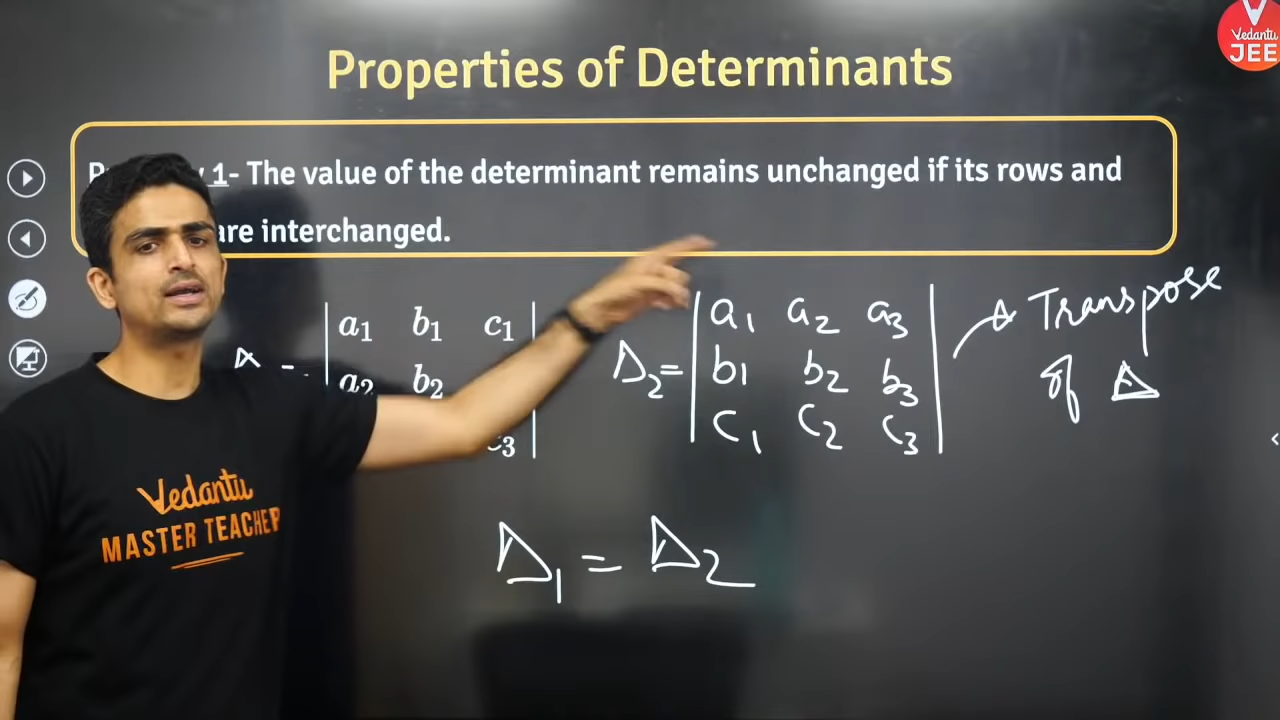 Vedantu
JEE
Properties of Determinants
1- The value of the determinant remains unchanged if its rows and
are interchanged.
a₁ b₁ c₁
a₂ b₂
c₃
Δ₂ = | a₁ a₂ a₃ |
| b₁ b₂ b₃ |
| c₁ c₂ c₃ |
Transpose
of Δ
Δ₁ = Δ₂
Vedantu
MASTER TEACHER